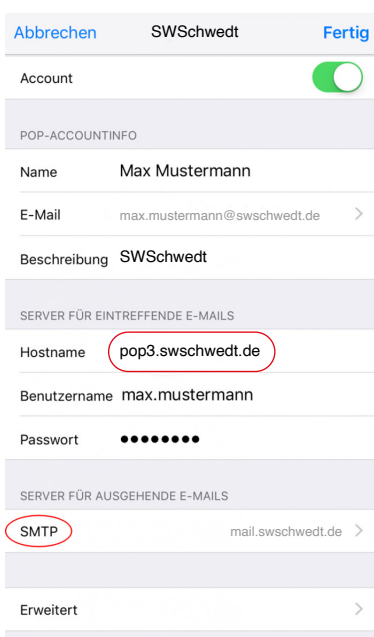 Abbrechen SWSchwedt Fertig
Account
POP-ACCOUNTINFO
Name Max Mustermann
E-Mail max.mustermann@swschwedt.de
Beschreibung SWSchwedt
SERVER FÜR EINTREFFENDE E-MAILS
Hostname pop3.swschwedt.de
Benutzername max.mustermann
Passwort ●●●●●●●●
SERVER FÜR AUSGEHENDE E-MAILS
SMTP mail.swschwedt.de
Erweitert